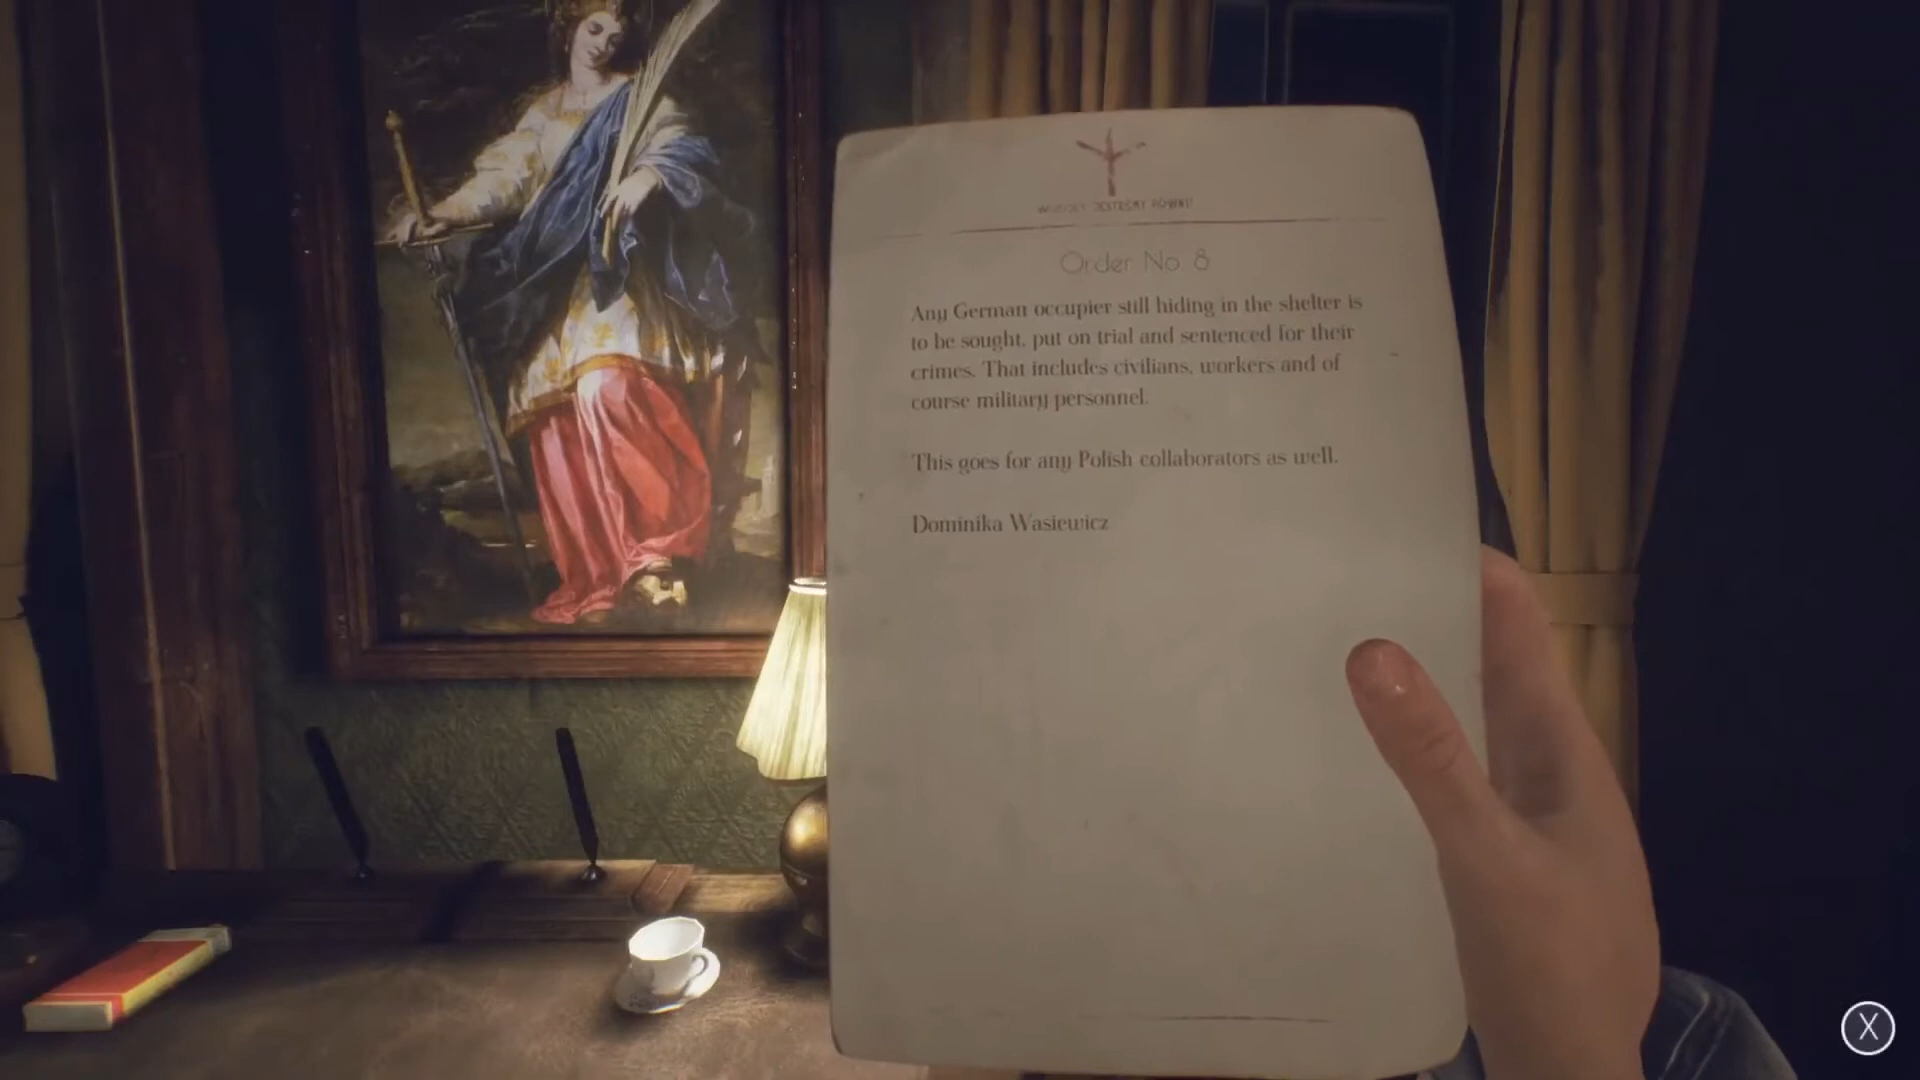 Order No. 8
Any German occupier still hiding in the shelter is
to be sought, put on trial and sentenced for their
crimes. That includes civilians, workers and of
course military personnel.
This goes for any Polish collaborators as well.
Dominika Wasiewicz
X